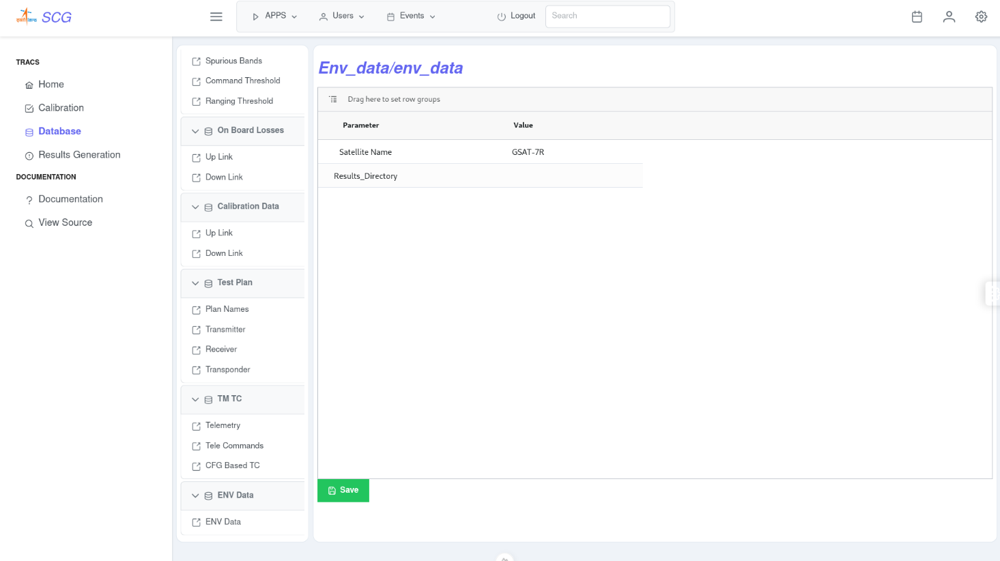 SCG
APPS
Users
Events
Logout
Search
TRACS
Home
Calibration
Database
Results Generation
DOCUMENTATION
Documentation
View Source
Spurious Bands
Command Threshold
Ranging Threshold
On Board Losses
Up Link
Down Link
Calibration Data
Up Link
Down Link
Test Plan
Plan Names
Transmitter
Receiver
Transponder
TM TC
Telemetry
Tele Commands
CFG Based TC
ENV Data
ENV Data
Env_data/env_data
Drag here to set row groups
Parameter Value
Satellite Name GSAT-7R
Results_Directory
Save